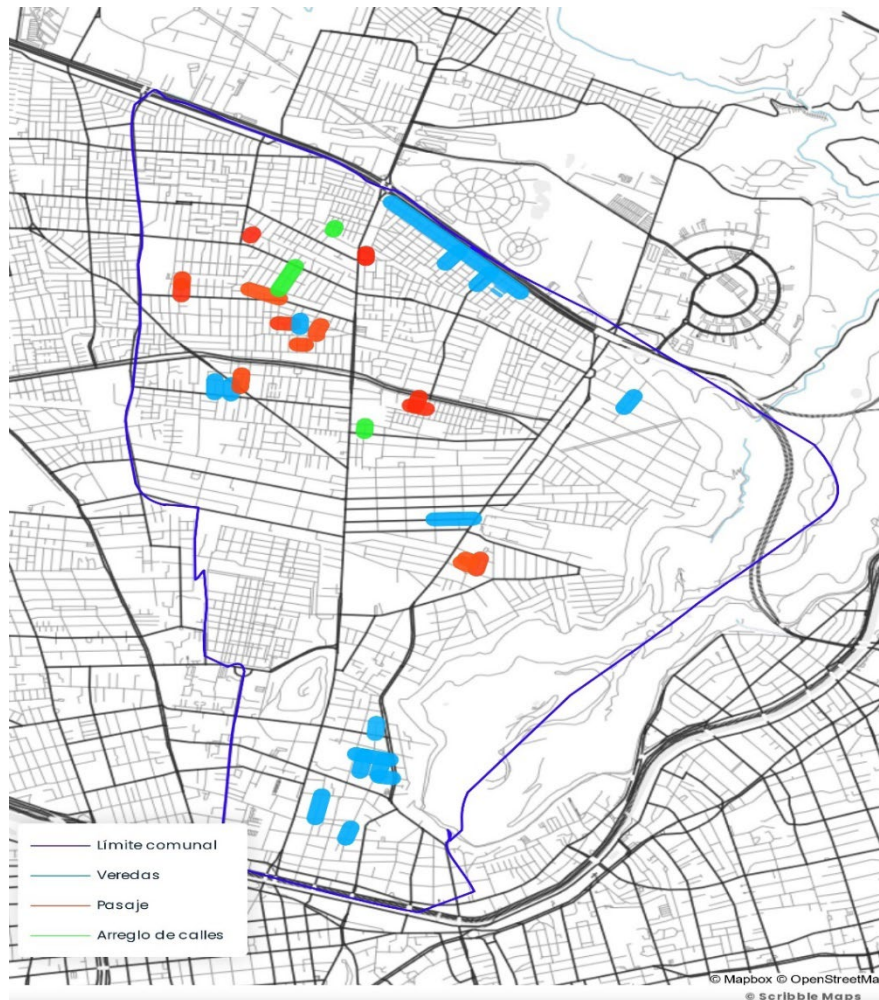 Límite comunal
Veredas
Pasaje
Arreglo de calles
© Mapbox © OpenStreetMa
© Scribble Maps